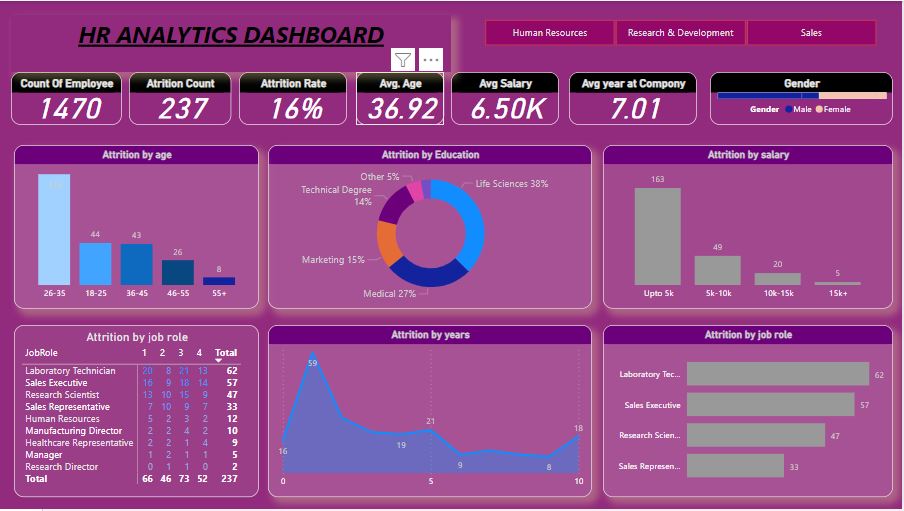 HR ANALYTICS DASHBOARD
Human Resources
Research & Development
Sales
Count Of Employee
1470
Atrition Count
237
Attrition Rate
16%
Avg. Age
36.92
Avg Salary
6.50K
Avg year at Company
7.01
Gender
Gender Male Female
Attrition by age
44
43
26
8
26-35 18-25 36-45 46-55 55+
Attrition by Education
Other 5%
Technical Degree
14%
Marketing 15%
Medical 27%
Life Sciences 38%
Attrition by salary
163
49
20
5
Upto 5k 5k-10k 10k-15k 15k+
Attrition by job role
JobRole 1 2 3 4 Total
Laboratory Technician 20 8 21 13 62
Sales Executive 16 9 18 14 57
Research Scientist 13 10 15 9 47
Sales Representative 7 10 9 7 33
Human Resources 5 2 3 2 12
Manufacturing Director 2 2 4 2 10
Healthcare Representative 2 2 1 4 9
Manager 1 2 1 1 5
Research Director 0 1 1 0 2
Total 66 46 73 52 237
Attrition by years
59
16
19
21
9
8
18
0 5 10
Attrition by job role
Laboratory Tec... 62
Sales Executive 57
Research Scien... 47
Sales Represen... 33